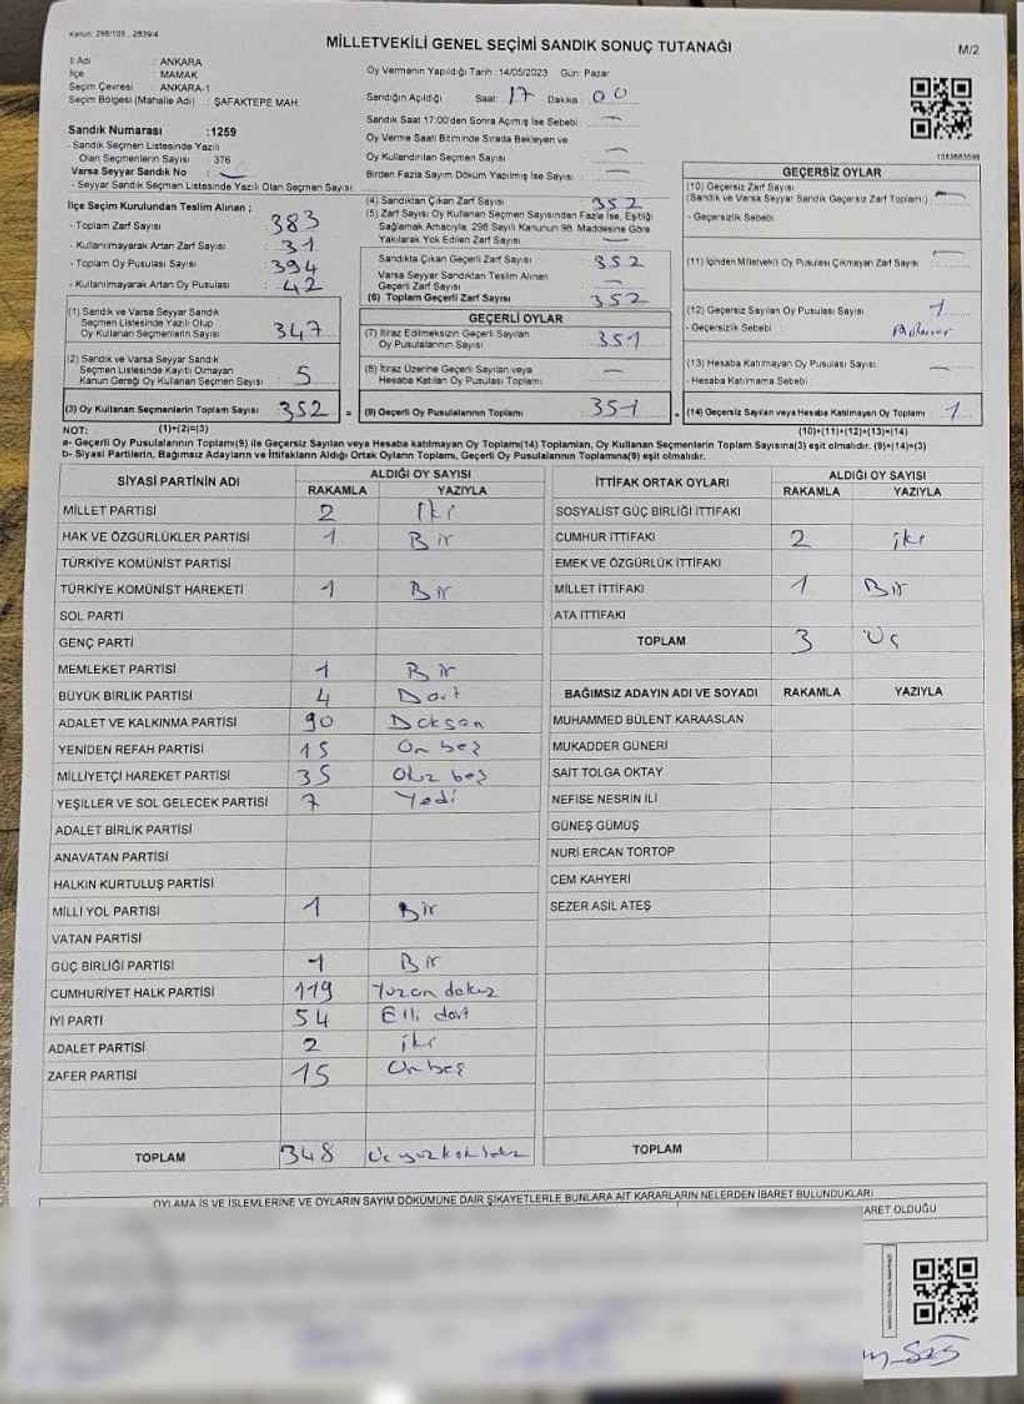 Kanun: 298/105 , 2839/4
MİLLETVEKİLİ GENEL SEÇİMİ SANDIK SONUÇ TUTANAĞI
M/2
İl Adı : ANKARA
İlçe : MAMAK
Seçim Çevresi : ANKARA-1
Seçim Bölgesi (Mahalle Adı) : ŞAFAKTEPE MAH.
Sandık Numarası :1259
- Sandık Seçmen Listesinde Yazılı
Olan Seçmenlerin Sayısı : 376
Varsa Seyyar Sandık No :
- Seyyar Sandık Seçmen Listesinde Yazılı Olan Seçmen Sayısı:
İlçe Seçim Kurulundan Teslim Alınan ;
- Toplam Zarf Sayısı : 383
- Kullanılmayarak Artan Zarf Sayısı : 31
- Toplam Oy Pusulası Sayısı : 394
- Kullanılmayarak Artan Oy Pusulası : 42
(1) Sandık ve Varsa Seyyar Sandık
Seçmen Listesinde Yazılı Olup
Oy Kullanan Seçmenlerin Sayısı : 347
(2) Sandık ve Varsa Seyyar Sandık
Seçmen Listesinde Kayıtlı Olmayan
Kanun Gereği Oy Kullanan Seçmen Sayısı : 5
(3) Oy Kullanan Seçmenlerin Toplam Sayısı : 352 =
(1)+(2)=(3)
Oy Vermenin Yapıldığı Tarih :14/05/2023 Gün: Pazar
Sandığın Açıldığı Saat: 17 Dakika: 00
Sandık Saat 17:00'den Sonra Açımış İse Sebebi :
Oy Verme Saati Bitiminde Sırada Bekleyen ve
Oy Kullandırılan Seçmen Sayısı :
Birden Fazla Sayım Döküm Yapılmış İse Sayısı :
(4) Sandıktan Çıkan Zarf Sayısı : 352
(5) Zarf Sayısı Oy Kullanan Seçmen Sayısından Fazla İse, Eşitliği
Sağlamak Amacıyla, 298 Sayılı Kanunun 98. Maddesine Göre
Yakılarak Yok Edilen Zarf Sayısı :
Sandıkta Çıkan Geçerli Zarf Sayısı : 352
Varsa Seyyar Sandıktan Teslim Alınan
Geçerli Zarf Sayısı :
(6) Toplam Geçerli Zarf Sayısı : 352
GEÇERLİ OYLAR
(7) İtiraz Edilmeksizin Geçerli Sayılan
Oy Pusulalarının Sayısı : 351
(8) İtiraz Üzerine Geçerli Sayılan veya
Hesaba Katılan Oy Pusulası Toplamı :
(9) Geçerli Oy Pusulalarının Toplamı : 351 +
GEÇERSİZ OYLAR
(10) Geçersiz Zarf Sayısı
(Sandık ve Varsa Seyyar Sandık Geçersiz Zarf Toplamı) :
- Geçersizlik Sebebi :
(11) İçinden Milletvekili Oy Pusulası Çıkmayan Zarf Sayısı :
(12) Geçersiz Sayılan Oy Pusulası Sayısı : 1
- Geçersizlik Sebebi :
(13) Hesaba Katılmayan Oy Pusulası Sayısı :
- Hesaba Katılmama Sebebi :
(14) Geçersiz Sayılan veya Hesaba Katılmayan Oy Toplamı : 1
(10)+(11)+(12)+(13)=(14)
NOT:
a- Geçerli Oy Pusulalarının Toplamı(9) ile Geçersiz Sayılan veya Hesaba katılmayan Oy Toplamı(14) Toplamları, Oy Kullanan Seçmenlerin Toplam Sayısına(3) eşit olmalıdır. (9)+(14)=(3)
b- Siyasi Partilerin, Bağımsız Adayların ve İttifakların Aldığı Ortak Oyların Toplamı, Geçerli Oy Pusulalarının Toplamına(9) eşit olmalıdır.
SİYASİ PARTİNİN ADI ALDIĞI OY SAYISI
RAKAMLA YAZIYLA
MİLLET PARTİSİ 2 İki
HAK VE ÖZGÜRLÜKLER PARTİSİ 1 Bir
TÜRKİYE KOMÜNİST PARTİSİ
TÜRKİYE KOMÜNİST HAREKETİ 1 Bir
SOL PARTİ
GENÇ PARTİ
MEMLEKET PARTİSİ 1 Bir
BÜYÜK BİRLİK PARTİSİ 4 Dört
ADALET VE KALKINMA PARTİSİ 90 Doksan
YENİDEN REFAH PARTİSİ 15 On beş
MİLLİYETÇİ HAREKET PARTİSİ 35 Otuz beş
YEŞİLLER VE SOL GELECEK PARTİSİ 7 Yedi
ADALET BİRLİK PARTİSİ
ANAVATAN PARTİSİ
HALKIN KURTULUŞ PARTİSİ
MİLLİ YOL PARTİSİ 1 Bir
VATAN PARTİSİ
GÜÇ BİRLİĞİ PARTİSİ 1 Bir
CUMHURİYET HALK PARTİSİ 119 Yüzon dokuz
İYİ PARTİ 54 Elli dört
ADALET PARTİSİ 2 iki
ZAFER PARTİSİ 15 Onbeş
TOPLAM 348 Üçyüzkırksekiz
İTTİFAK ORTAK OYLARI ALDIĞI OY SAYISI
RAKAMLA YAZIYLA
SOSYALİST GÜÇ BİRLİĞİ İTTİFAKI
CUMHUR İTTİFAKI 2 iki
EMEK VE ÖZGÜRLÜK İTTİFAKI
MİLLET İTTİFAKI 1 Bir
ATA İTTİFAKI
TOPLAM 3 Üç
BAĞIMSIZ ADAYIN ADI VE SOYADI RAKAMLA YAZIYLA
MUHAMMED BÜLENT KARAASLAN
MUKADDER GÜNERİ
SAİT TOLGA OKTAY
NEFİSE NESRİN İLİ
GÜNEŞ GÜMÜŞ
NURİ ERCAN TORTOP
CEM KAHYERİ
SEZER ASİL ATEŞ
TOPLAM
OYLAMA İŞ VE İŞLEMLERİNE VE OYLARIN SAYIM DÖKÜMÜNE DAİR ŞİKAYETLERLE BUNLARA AİT KARARLARIN NELERDEN İBARET BULUNDUKLARI
ARET OLDUĞU